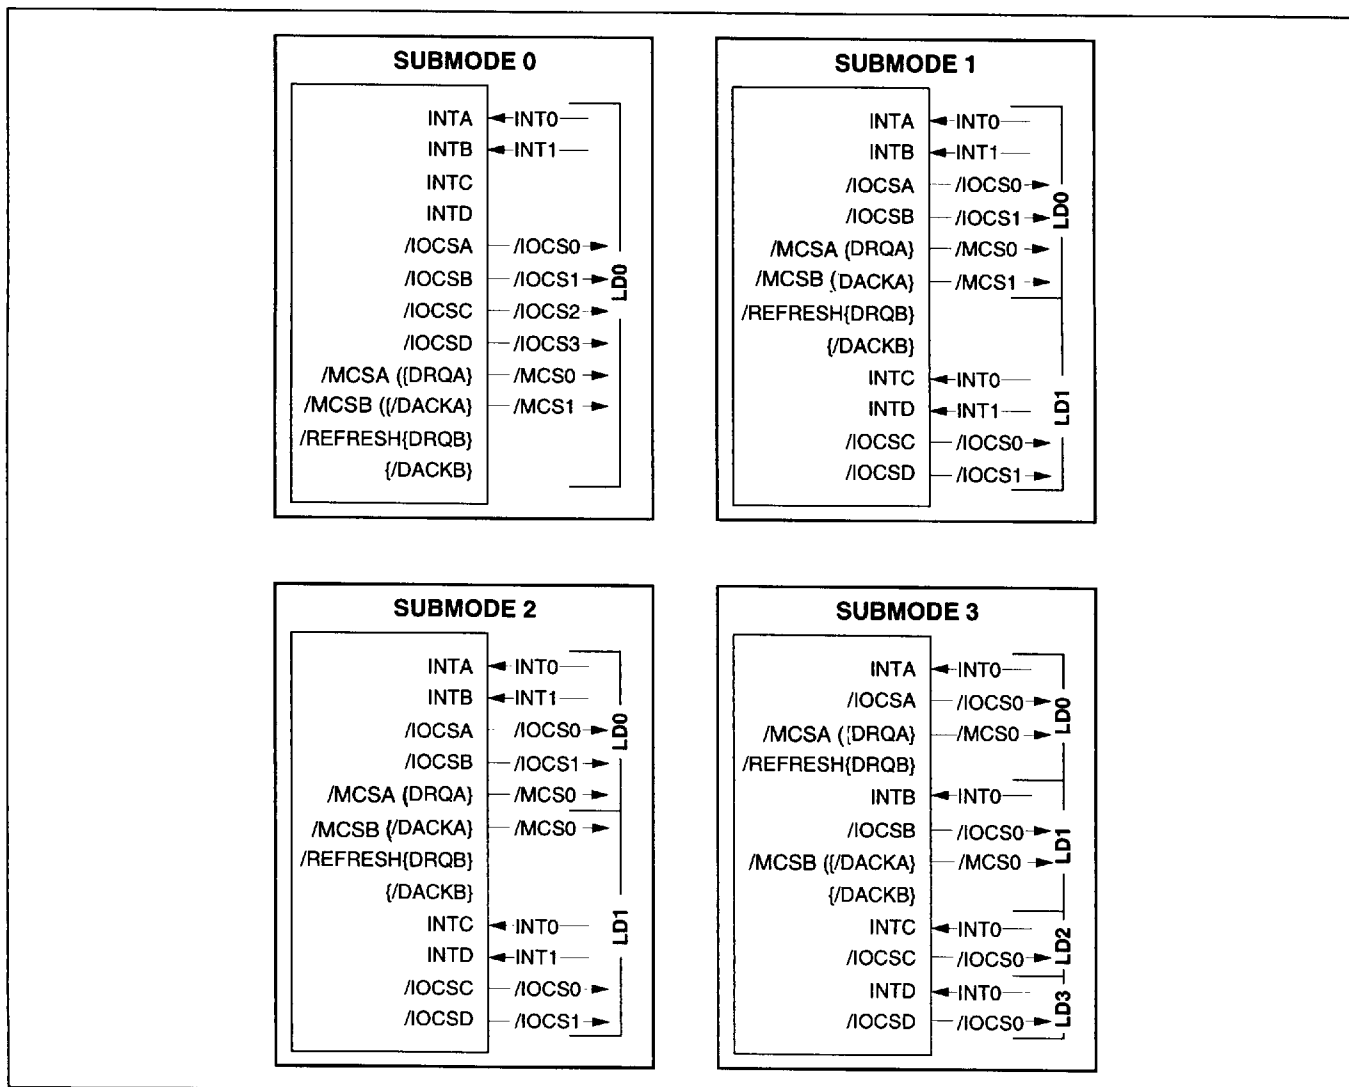 SUBMODE 0
INTA INT0
INTB INT1
INTC
INTD
/IOCSA /IOCS0
/IOCSB /IOCS1
/IOCSC /IOCS2
/IOCSD /IOCS3
/MCSA ({DRQA} /MCS0
/MCSB ({/DACKA} /MCS1
/REFRESH{DRQB}
{/DACKB}
LD0
SUBMODE 1
INTA INT0
INTB INT1
/IOCSA /IOCS0
/IOCSB /IOCS1
/MCSA {DRQA} /MCS0
/MCSB (DACKA} /MCS1
/REFRESH{DRQB}
{/DACKB}
INTC INT0
INTD INT1
/IOCSC /IOCS0
/IOCSD /IOCS1
LD0
LD1
SUBMODE 2
INTA INT0
INTB INT1
/IOCSA /IOCS0
/IOCSB /IOCS1
/MCSA {DRQA} /MCS0
/MCSB {/DACKA} /MCS0
/REFRESH{DRQB}
{/DACKB}
INTC INT0
INTD INT1
/IOCSC /IOCS0
/IOCSD /IOCS1
LD0
LD1
SUBMODE 3
INTA INT0
/IOCSA /IOCS0
/MCSA ({DRQA} /MCS0
/REFRESH{DRQB}
INTB INT0
/IOCSB /IOCS0
/MCSB ({/DACKA} /MCS0
{/DACKB}
INTC INT0
/IOCSC /IOCS0
INTD INT0
/IOCSD /IOCS0
LD0
LD1
LD2
LD3